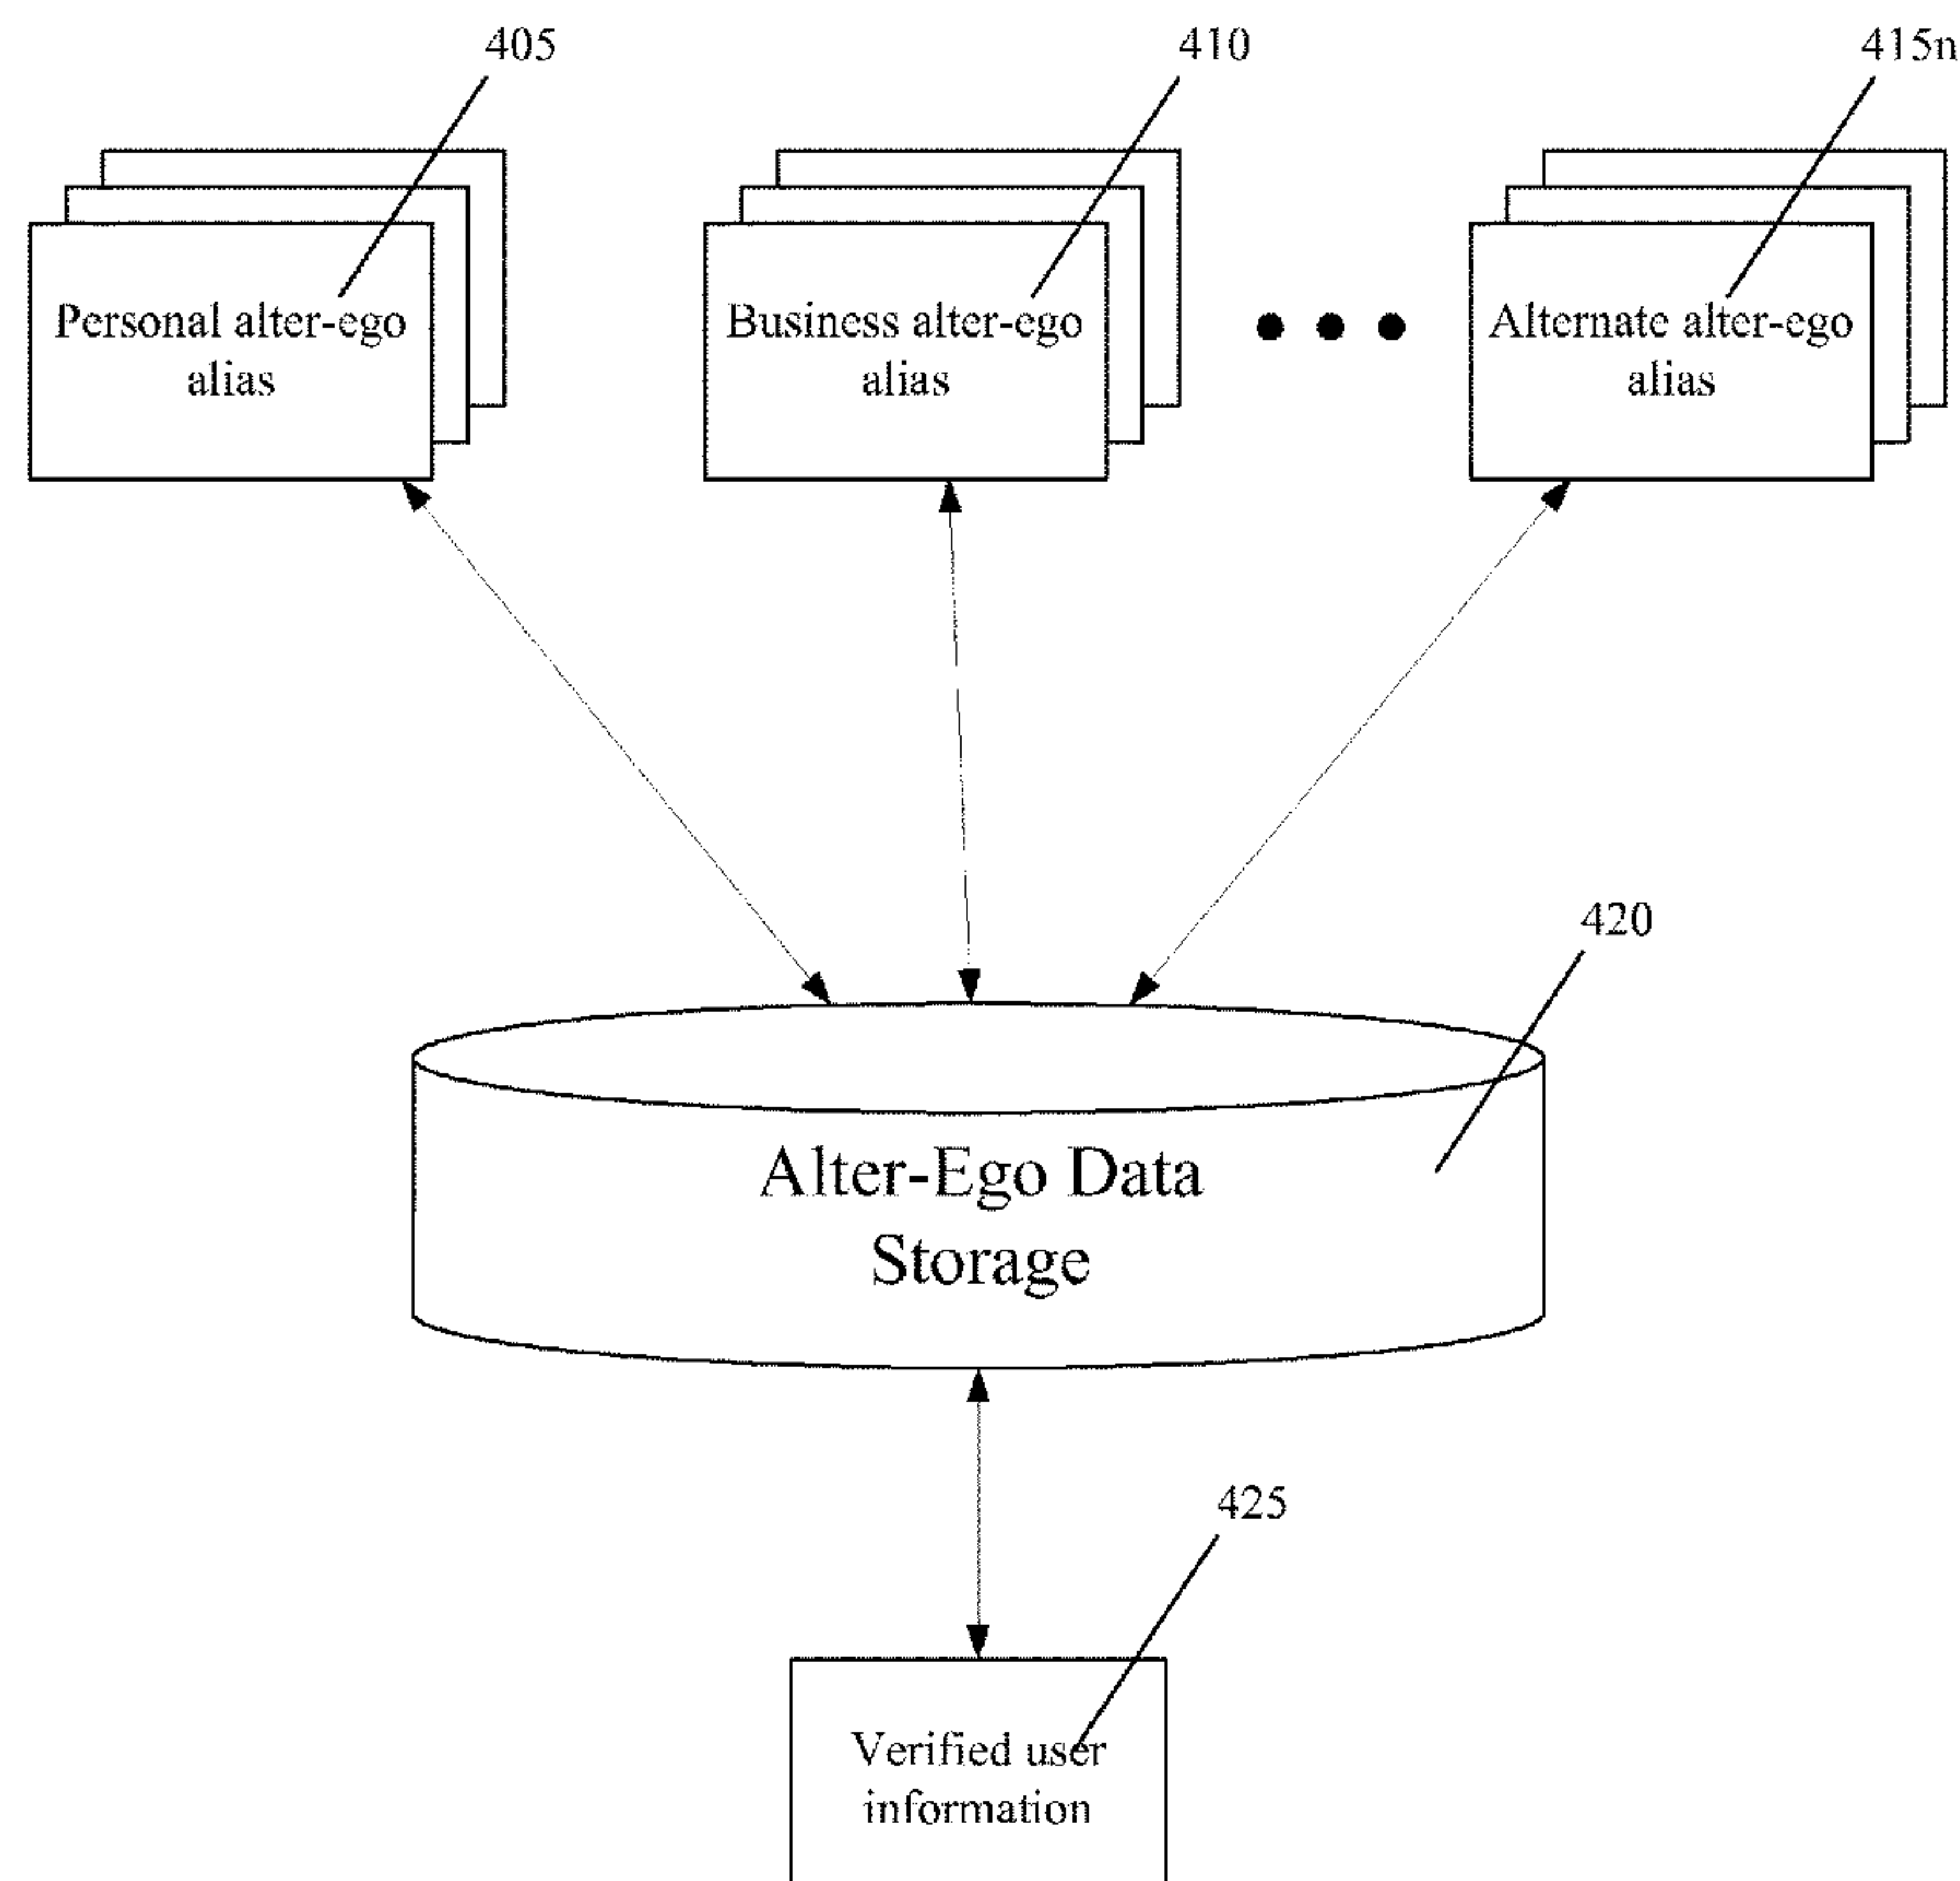 405
410
415n
Personal alter-ego
alias
Business alter-ego
alias
Alternate alter-ego
alias
420
Alter-Ego Data
Storage
425
Verified user
information